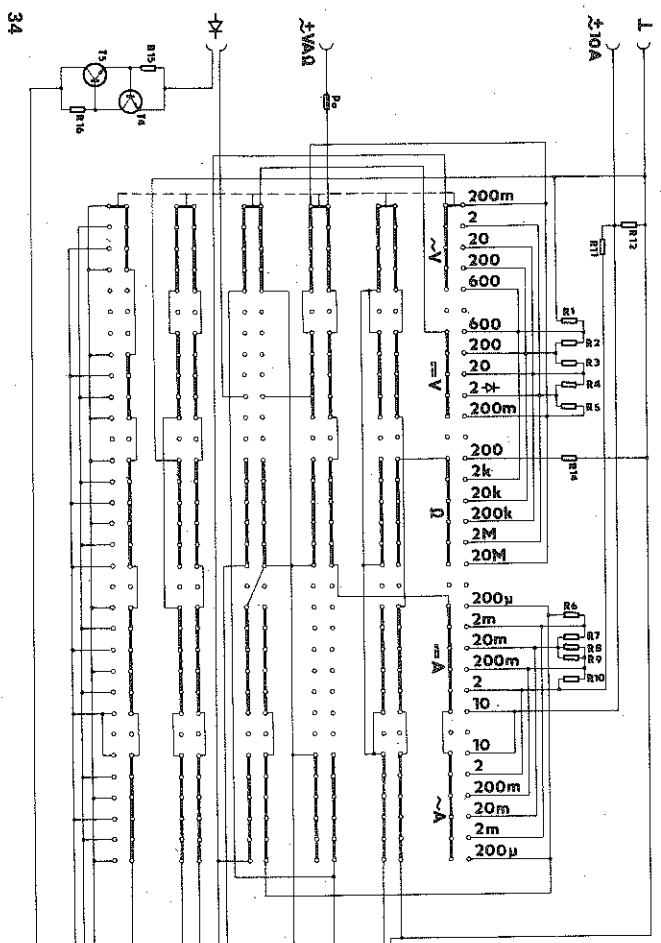 34
T5
R15
R16
T4
≂VAΩ
Po
≂10A
⊥
R12
R11
200m
2
20
200
600
~V
600
200
20
2
200m
⎓V
R1
R2
R3
R4
R5
200
2k
20k
200k
2M
20M
Ω
R14
200μ
2m
20m
200m
2
10
⎓A
R6
R7
R8
R9
R10
10
2
200m
20m
2m
200μ
~A